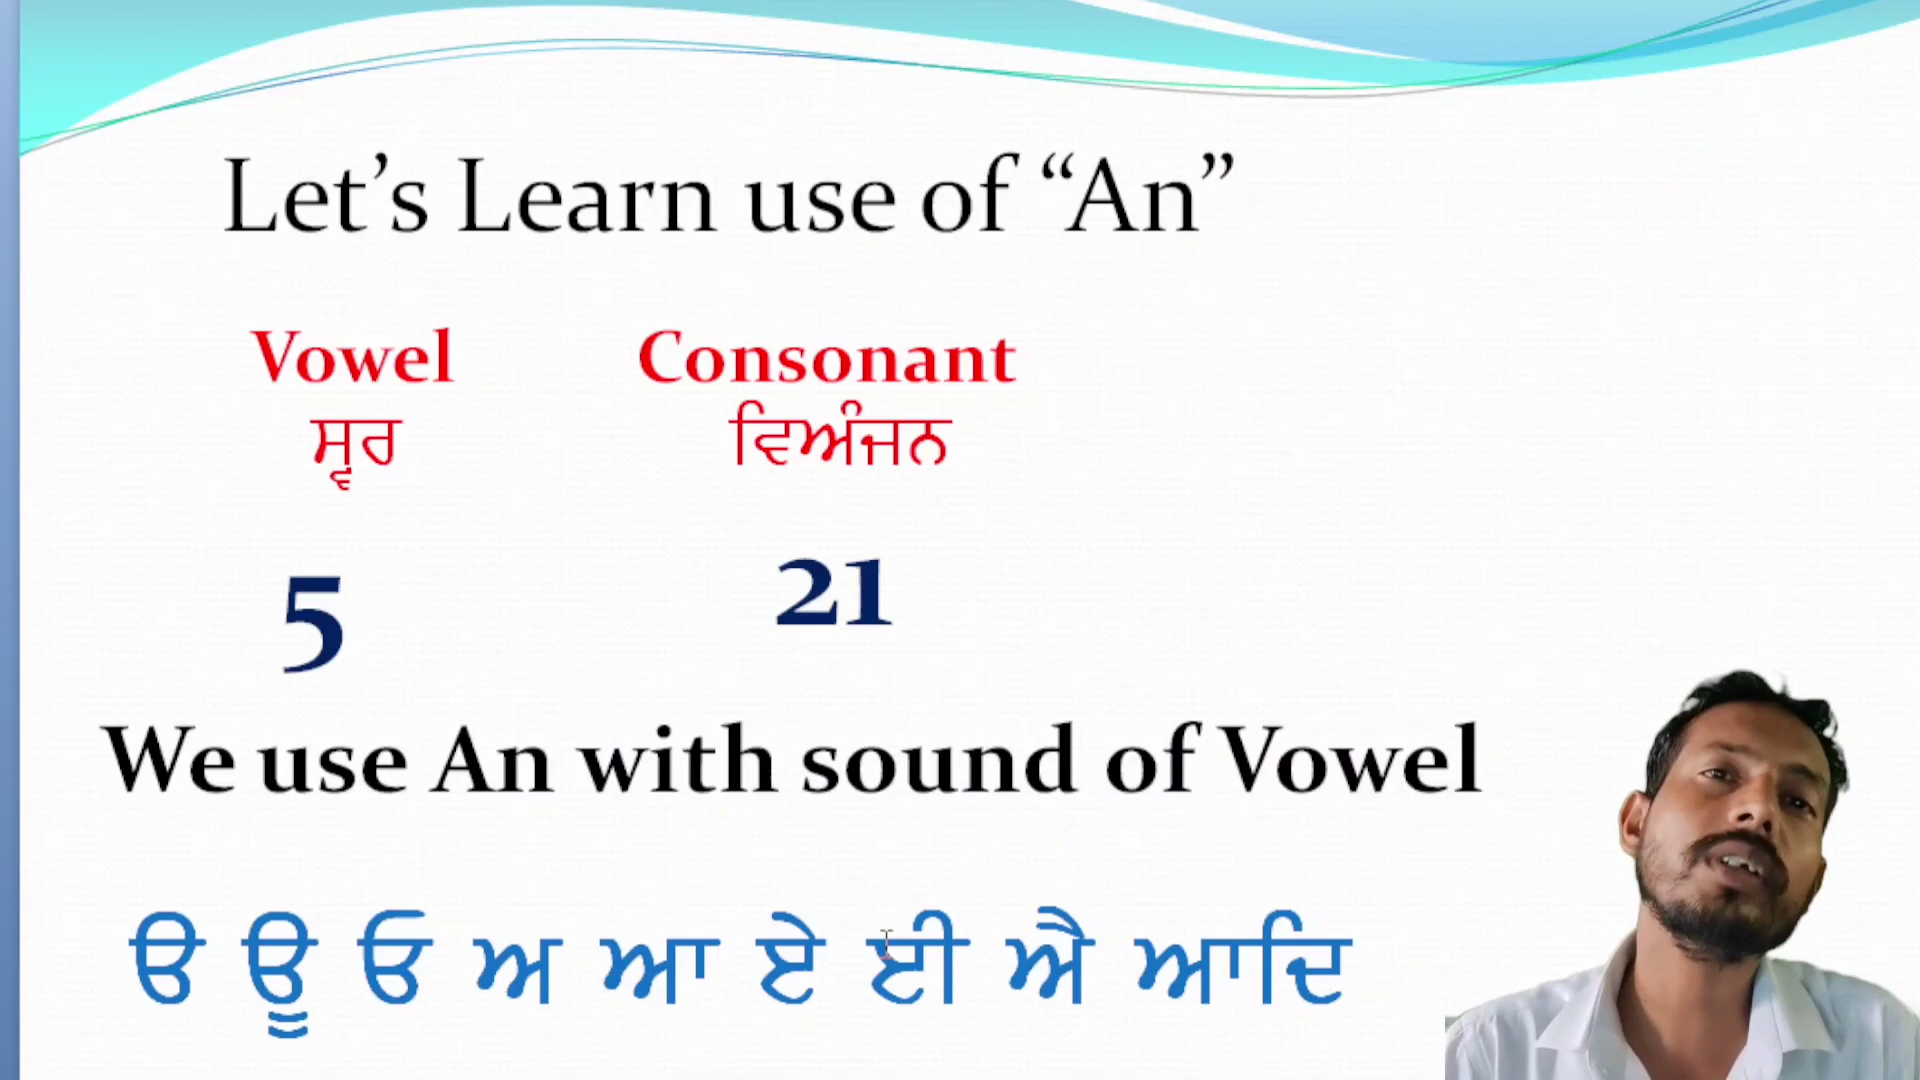 Let’s Learn use of “An”
Vowel Consonant
ਸ੍ਵਰ ਵਿਅੰਜਨ
5 21
We use An with sound of Vowel
ੳ ਊ ਓ ਅ ਆ ਏ ਈ ਐ ਆਦਿ